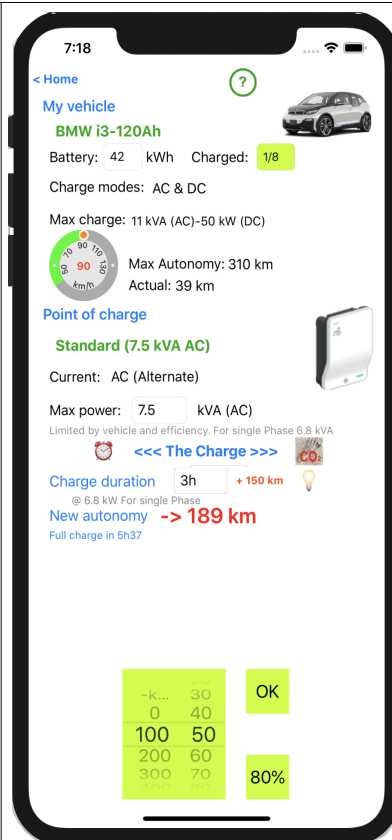 7:18
< Home
?
My vehicle
BMW i3-120Ah
Battery: 42 kWh Charged: 1/8
Charge modes: AC & DC
Max charge: 11 kVA (AC)-50 kW (DC)
50 70 90 110 130
90
km/h
Max Autonomy: 310 km
Actual: 39 km
Point of charge
Standard (7.5 kVA AC)
Current: AC (Alternate)
Max power: 7.5 kVA (AC)
Limited by vehicle and efficiency. For single Phase 6.8 kVA
<<< The Charge >>>
CO₂
Charge duration 3h + 150 km
@ 6.8 kW For single Phase
New autonomy -> 189 km
Full charge in 5h37
-k... 30
0 40
100 50
200 60
300 70
OK
80%